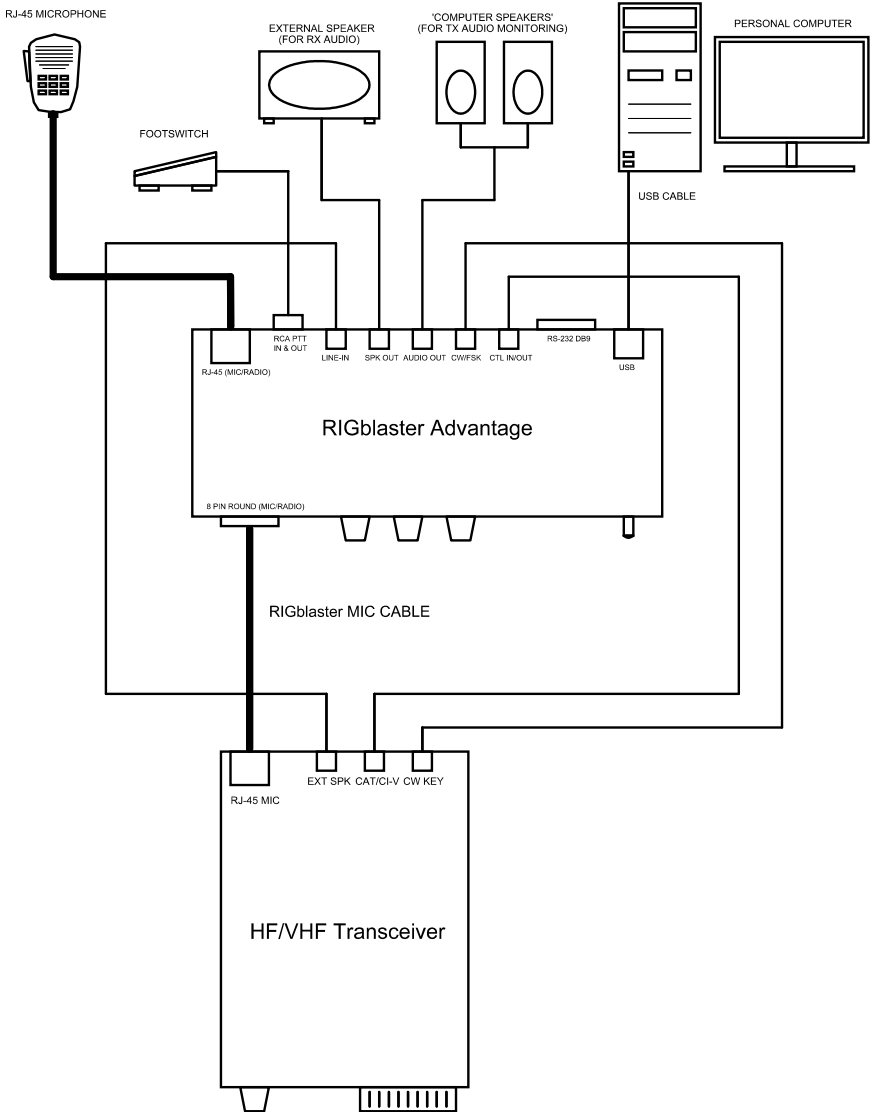 RJ-45 MICROPHONE
EXTERNAL SPEAKER
(FOR RX AUDIO)
'COMPUTER SPEAKERS'
(FOR TX AUDIO MONITORING)
PERSONAL COMPUTER
FOOTSWITCH
USB CABLE
RJ-45 (MIC/RADIO)
RCA PTT
IN & OUT
LINE-IN
SPK OUT
AUDIO OUT
CW/FSK
CTL IN/OUT
RS-232 DB9
USB
RIGblaster Advantage
8 PIN ROUND (MIC/RADIO)
RIGblaster MIC CABLE
RJ-45 MIC
EXT SPK
CAT/CI-V
CW KEY
HF/VHF Transceiver